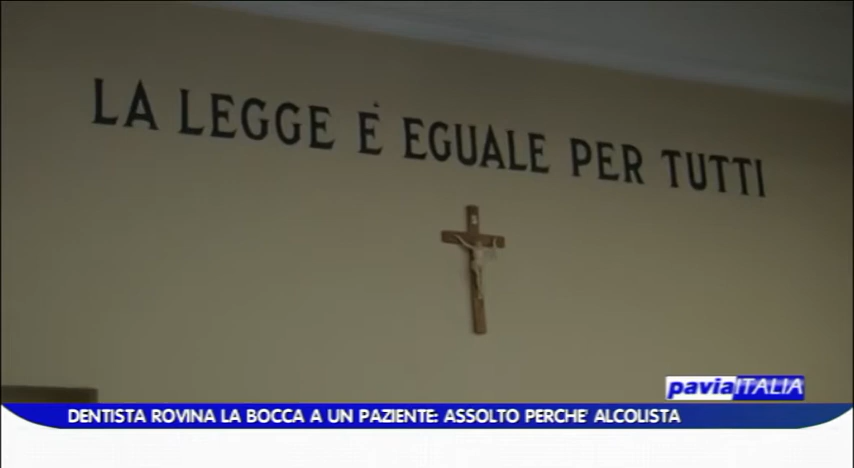 LA LEGGE È EGUALE PER TUTTI
paviaITALIA
DENTISTA ROVINA LA BOCCA A UN PAZIENTE: ASSOLTO PERCHE' ALCOLISTA